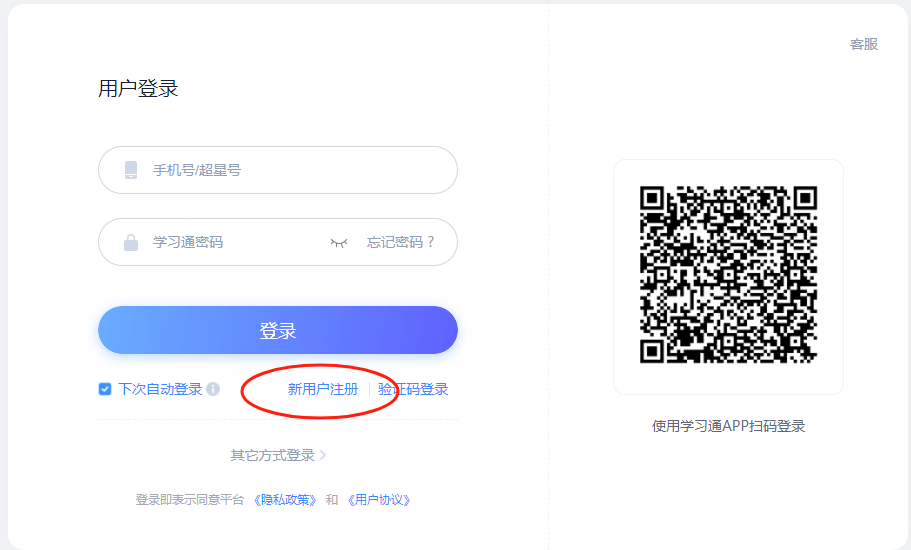 客服
用户登录
手机号/超星号
学习通密码 忘记密码？
登录
下次自动登录 新用户注册 验证码登录
其它方式登录
登录即表示同意平台《隐私政策》和《用户协议》
使用学习通APP扫码登录